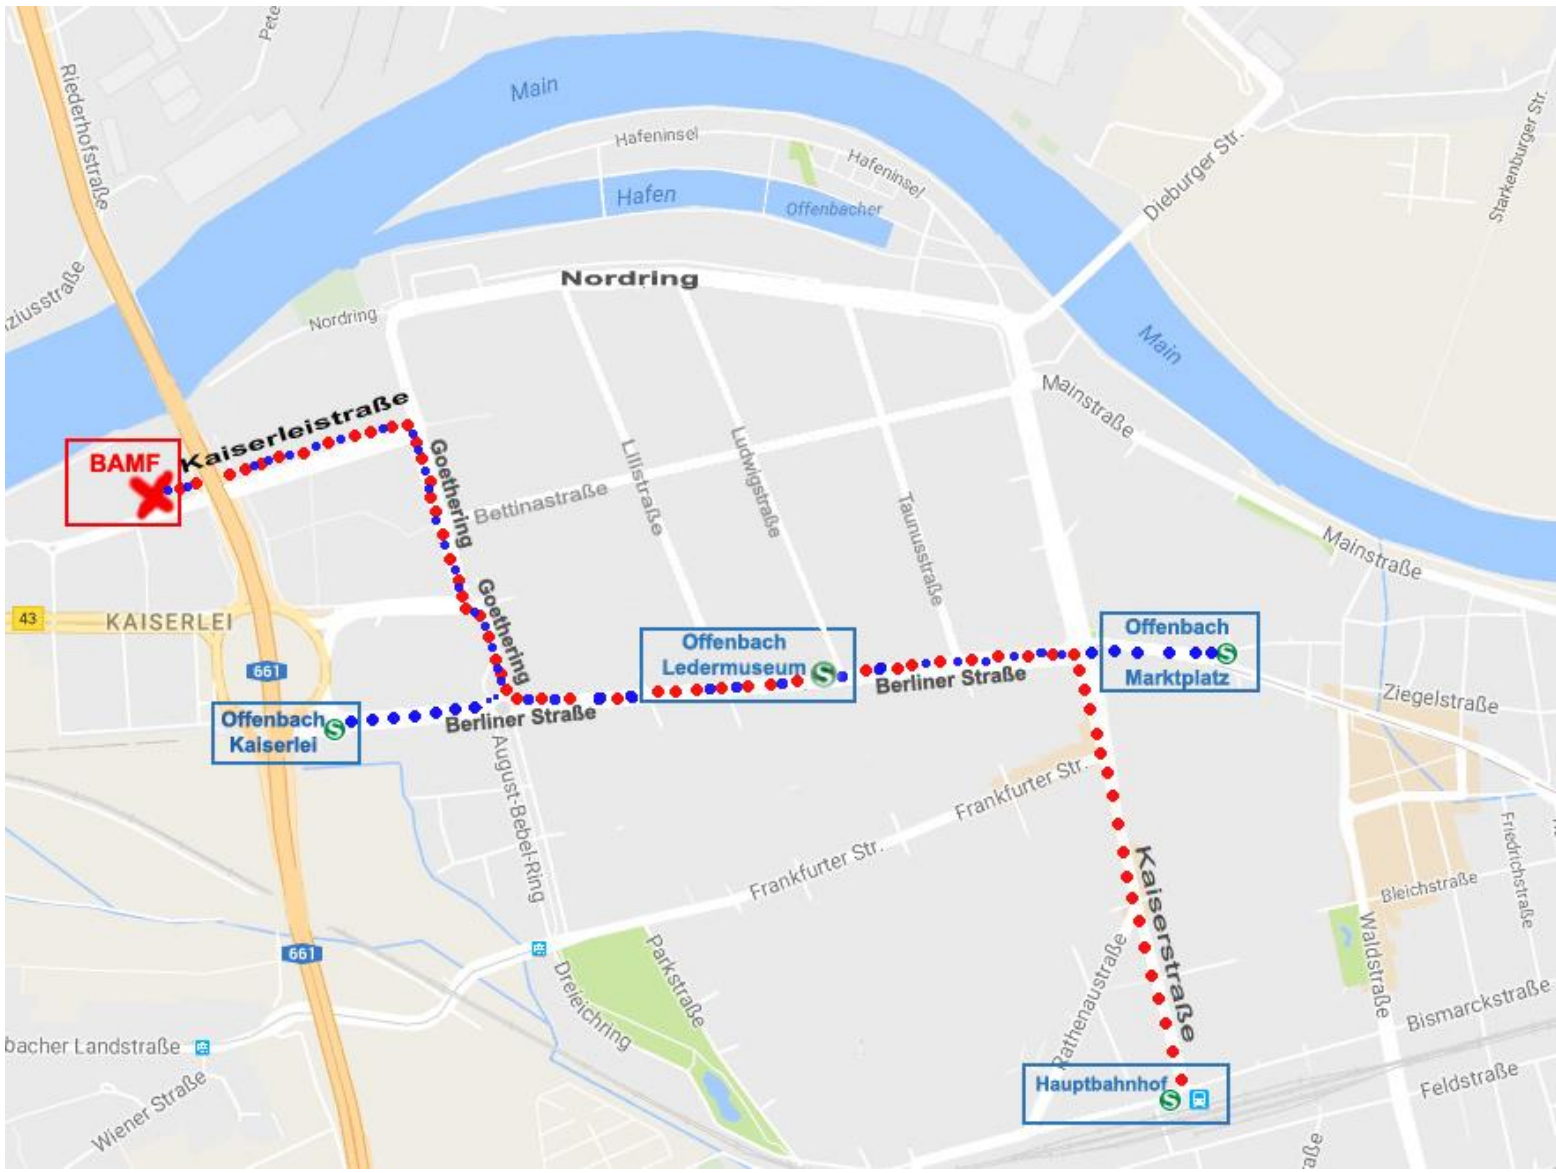 Pete
Riederhofstraße
Main
Hafeninsel
Hafeninsel
Hafen
Offenbacher
Dieburger Str.
Starkenburger Str.
ziusstraße
Nordring
Nordring
Main
Mainstraße
Kaiserleistraße
BAMF
Goethering
Bettinastraße
Lilistraße
Ludwigstraße
Taunusstraße
Mainstraße
43
KAISERLEI
661
Goethering
Offenbach
Ledermuseum
S
Berliner Straße
Offenbach
S
Marktplatz
Ziegelstraße
Offenbach
Kaiserlei
S
Berliner Straße
August-Bebel-Ring
Frankfurter Str.
Frankfurter Str.
Kaiserstraße
Friedrichstraße
Bleichstraße
Waldstraße
661
Parkstraße
Dreieichring
Rathenaustraße
Bismarckstraße
bacher Landstraße
Wiener Straße
Hauptbahnhof
S
Feldstraße
aße